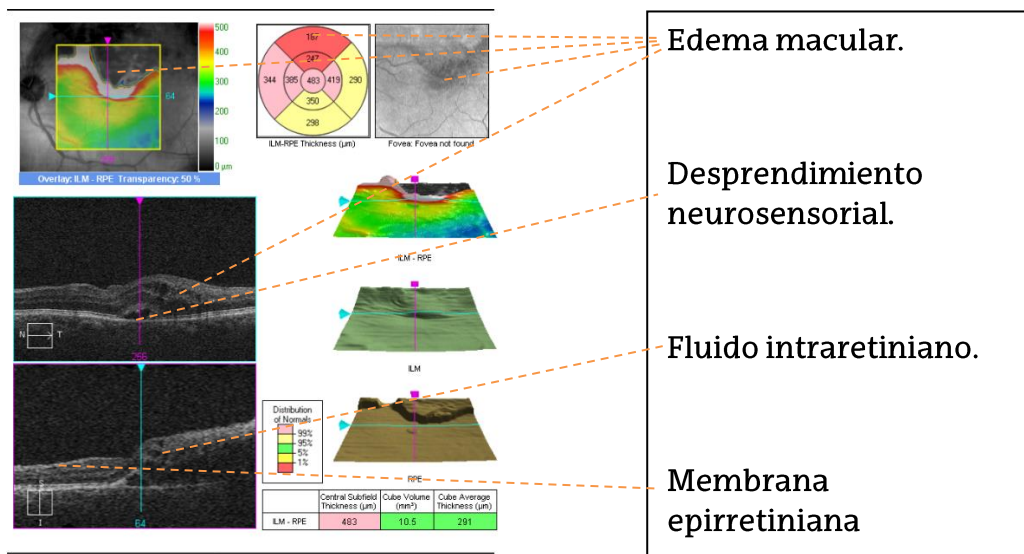 500
400
300
200
100
0 µm
64
Overlay: ILM - RPE Transparency: 50 %
167
247
344
385
483
419
290
350
298
ILM-RPE Thickness (µm)
Fovea: Fovea not found
Edema macular.
Desprendimiento
neurosensorial.
Fluido intraretiniano.
Membrana
epirretiniana
ILM - RPE
ILM
RPE
N
T
256
I
64
Distribution
of Normals
99%
95%
5%
1%
Central Subfield
Thickness (µm)
Cube Volume
(mm³)
Cube Average
Thickness (µm)
ILM - RPE
483
10.5
291